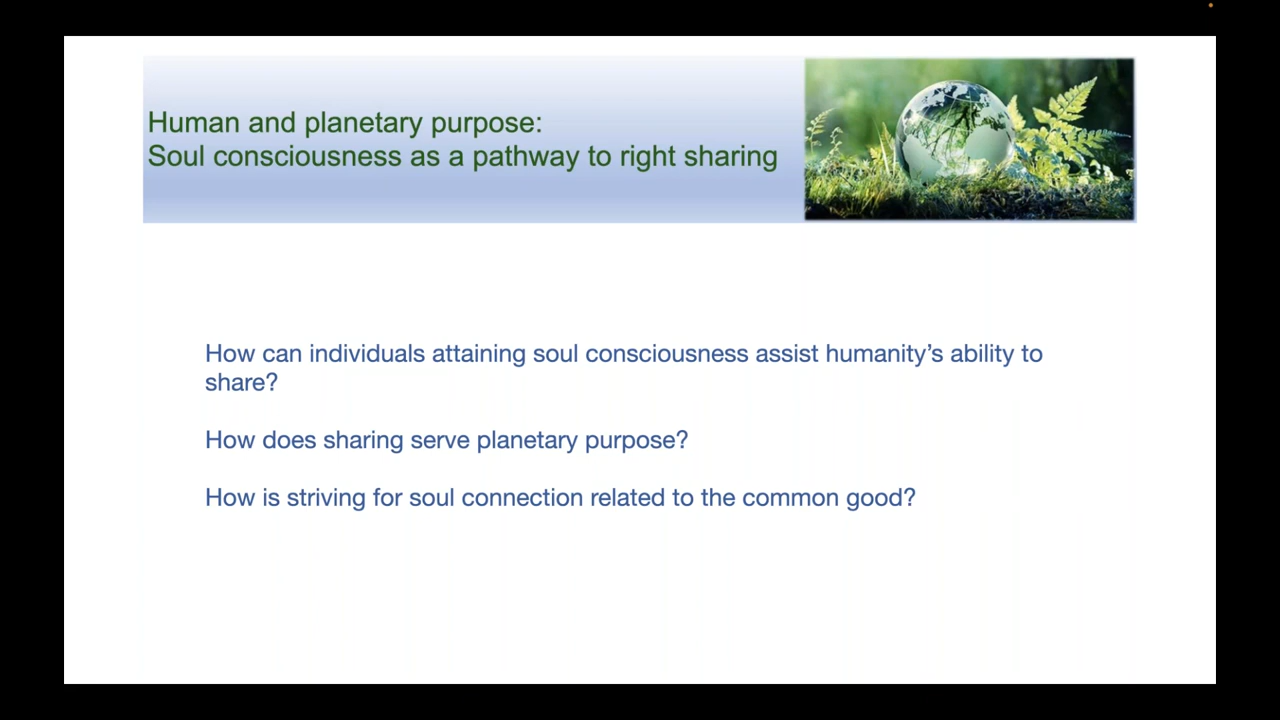 Human and planetary purpose:
Soul consciousness as a pathway to right sharing
How can individuals attaining soul consciousness assist humanity’s ability to
share?
How does sharing serve planetary purpose?
How is striving for soul connection related to the common good?